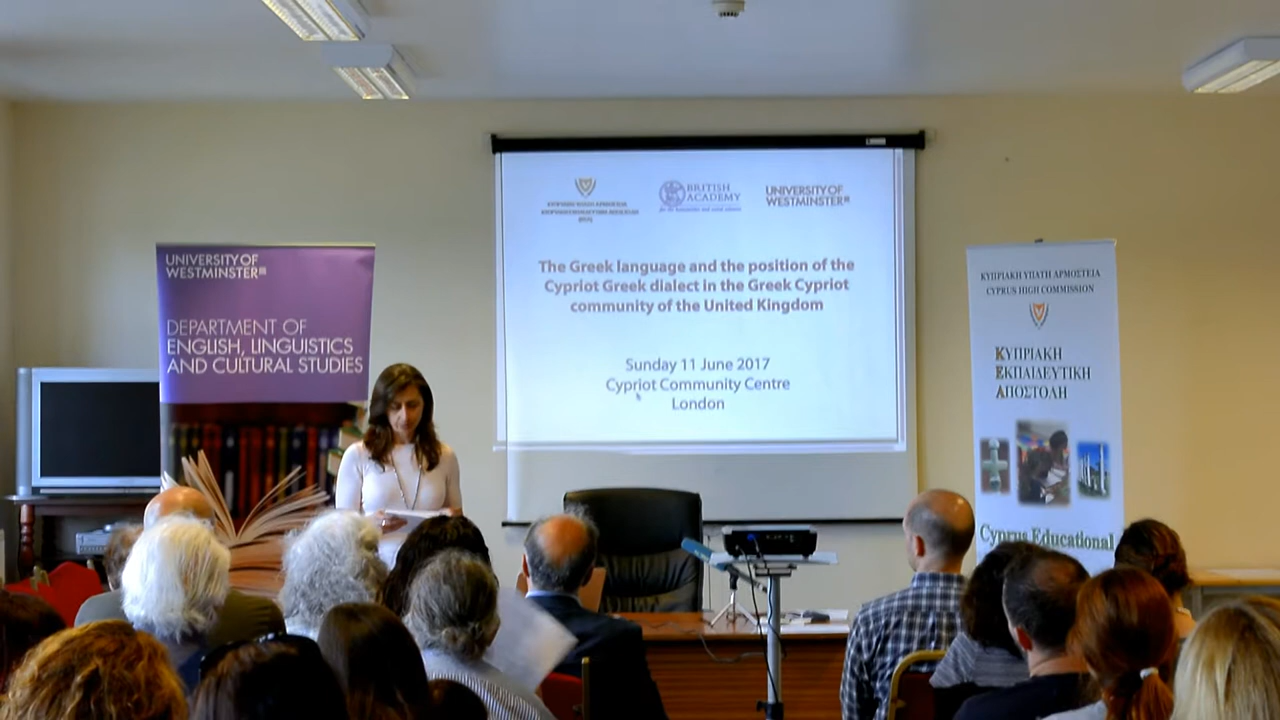 UNIVERSITY OF
WESTMINSTER
DEPARTMENT OF
ENGLISH, LINGUISTICS
AND CULTURAL STUDIES
BRITISH
ACADEMY
UNIVERSITY OF
WESTMINSTER
The Greek language and the position of the
Cypriot Greek dialect in the Greek Cypriot
community of the United Kingdom
Sunday 11 June 2017
Cypriot Community Centre
London
ΚΥΠΡΙΑΚΗ ΥΠΑΤΗ ΑΡΜΟΣΤΕΙΑ
CYPRUS HIGH COMMISSION
ΚΥΠΡΙΑΚΗ
ΕΚΠΑΙΔΕΥΤΙΚΗ
ΑΠΟΣΤΟΛΗ
Cyprus Educational